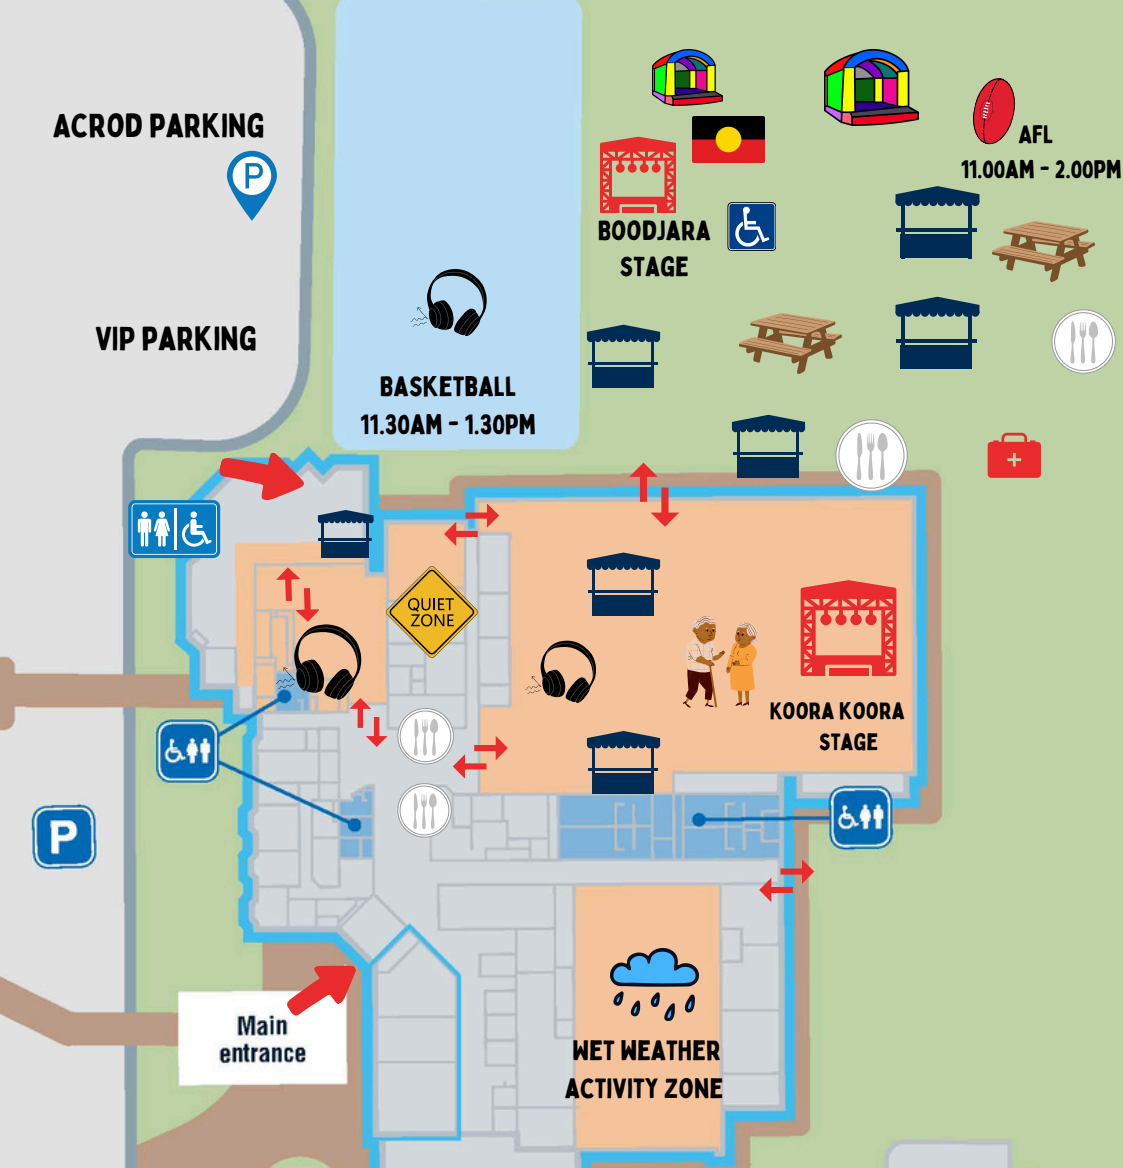 ACROD PARKING
P
VIP PARKING
BASKETBALL
11.30AM - 1.30PM
BOODJARA
STAGE
AFL
11.00AM - 2.00PM
QUIET
ZONE
KOORA KOORA
STAGE
P
Main
entrance
WET WEATHER
ACTIVITY ZONE